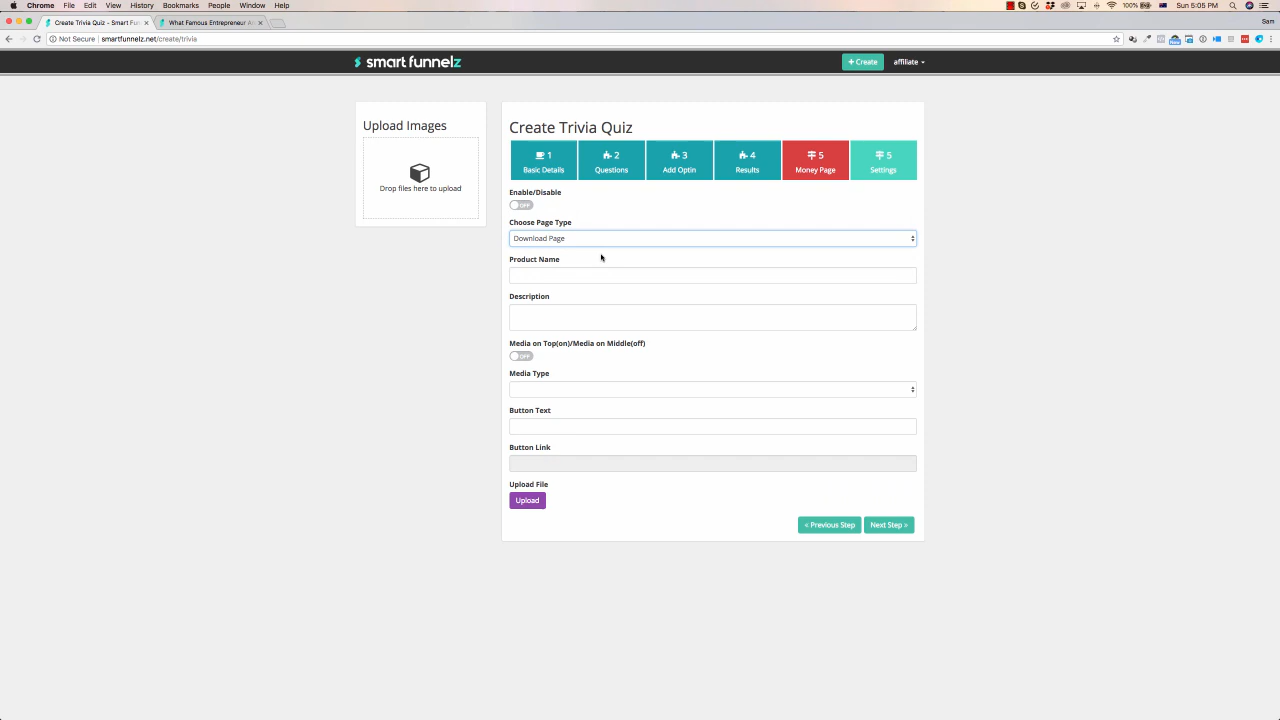 Chrome File Edit View History Bookmarks People Window Help
100% Sun 5:05 PM
Create Trivia Quiz - Smart Fun
What Famous Entrepreneur Ar
Sam
Not Secure smartfunnelz.net/create/trivia
smart funnelz
+ Create affiliate
Upload Images
Drop files here to upload
Create Trivia Quiz
1 2 3 4 5 5
Basic Details Questions Add Optin Results Money Page Settings
Enable/Disable
OFF
Choose Page Type
Download Page
Product Name
Description
Media on Top(on)/Media on Middle(off)
OFF
Media Type
Button Text
Button Link
Upload File
Upload
« Previous Step Next Step »